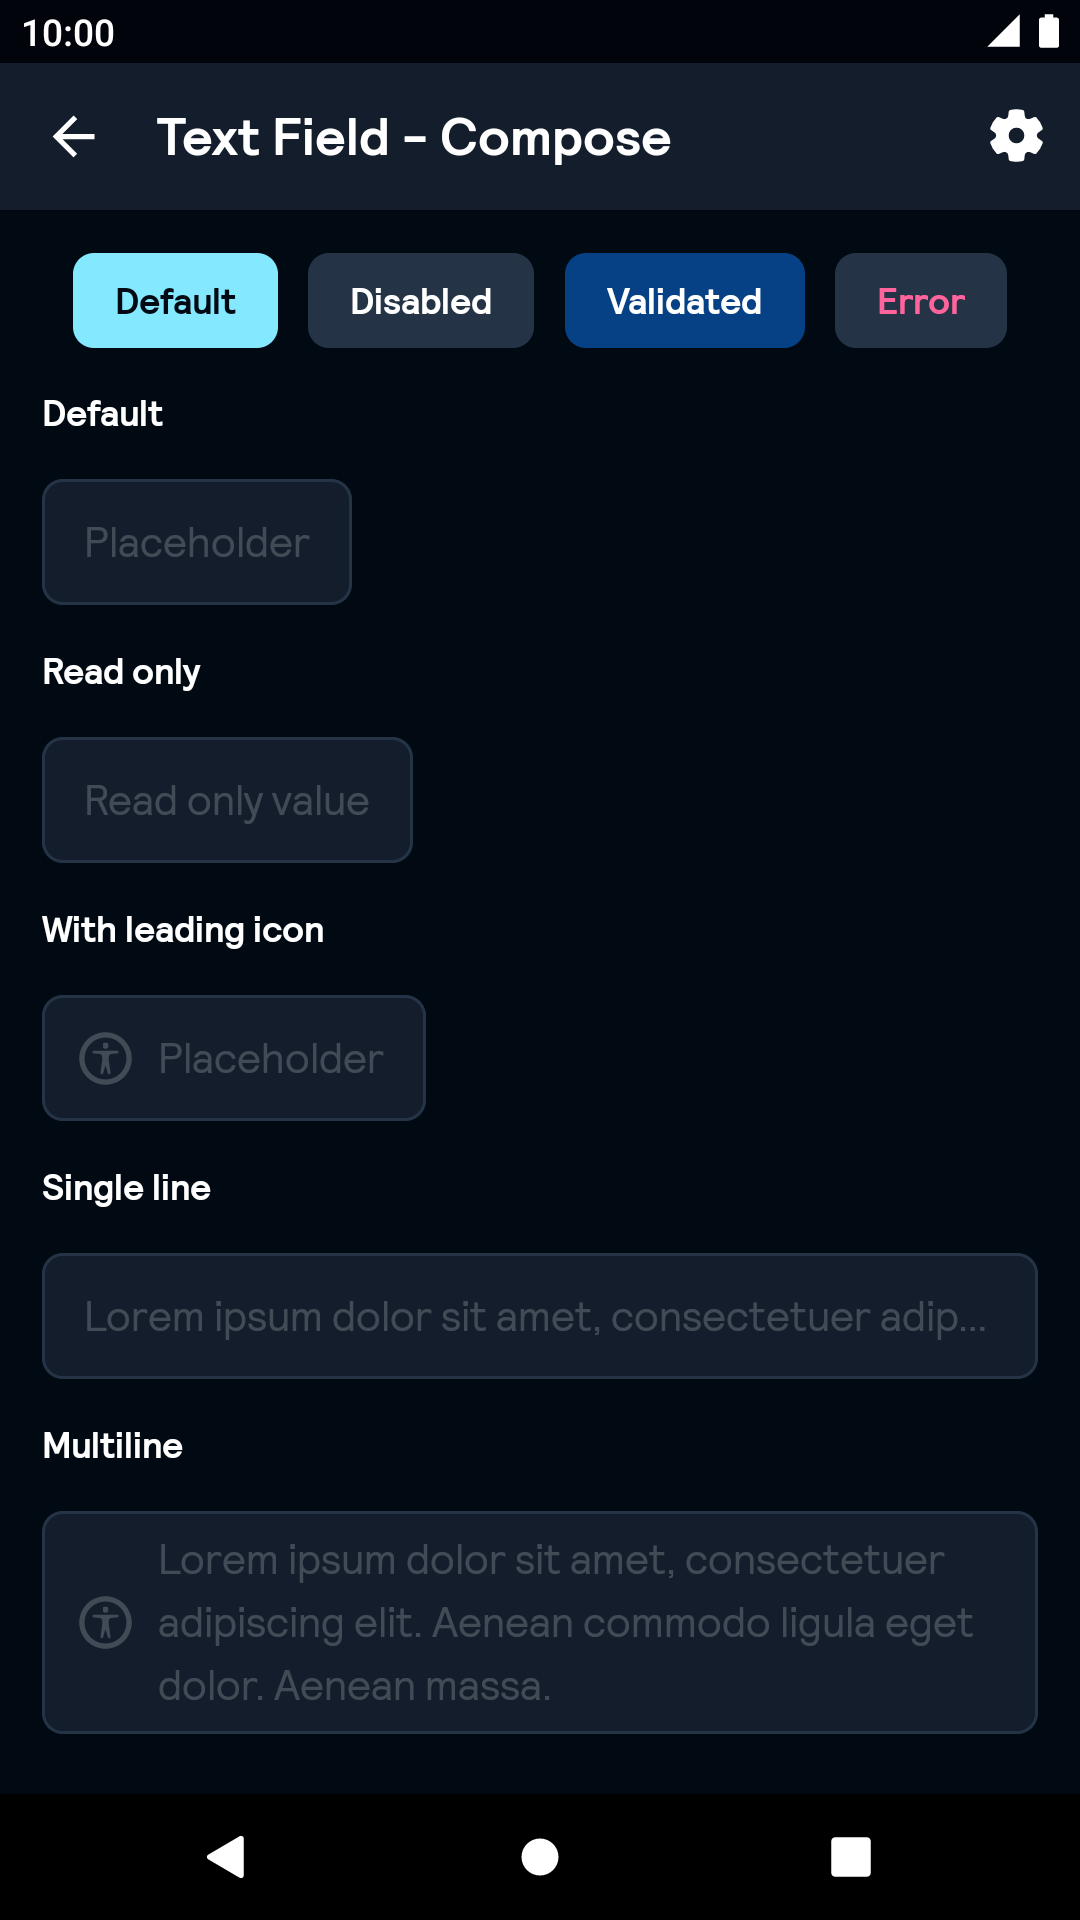 10:00
Text Field - Compose
Default Disabled Validated Error
Default
Placeholder
Read only
Read only value
With leading icon
Placeholder
Single line
Lorem ipsum dolor sit amet, consectetuer adip...
Multiline
Lorem ipsum dolor sit amet, consectetuer
adipiscing elit. Aenean commodo ligula eget
dolor. Aenean massa.